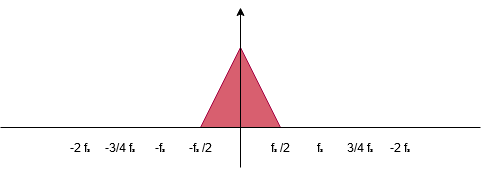 -2 fₛ -3/4 fₛ -fₛ -fₛ /2 fₛ /2 fₛ 3/4 fₛ -2 fₛ